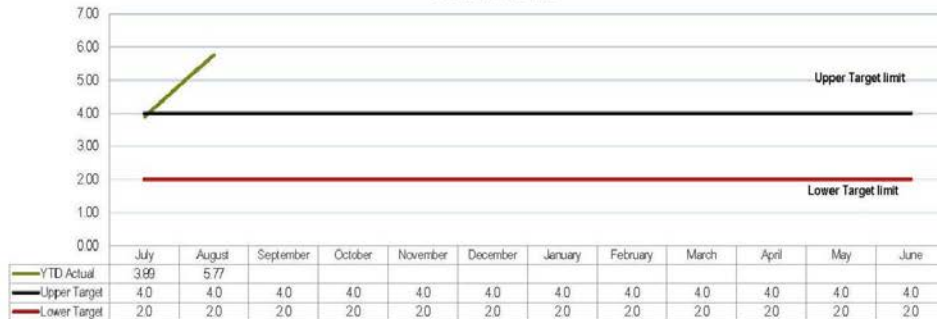 7.00
6.00
5.00
Upper Target limit
4.00
3.00
2.00
Lower Target limit
1.00
0.00
July August September October November December January February March April May June
YTD Actual 3.89 5.77
Upper Target 4.0 4.0 4.0 4.0 4.0 4.0 4.0 4.0 4.0 4.0 4.0 4.0
Lower Target 2.0 2.0 2.0 2.0 2.0 2.0 2.0 2.0 2.0 2.0 2.0 2.0